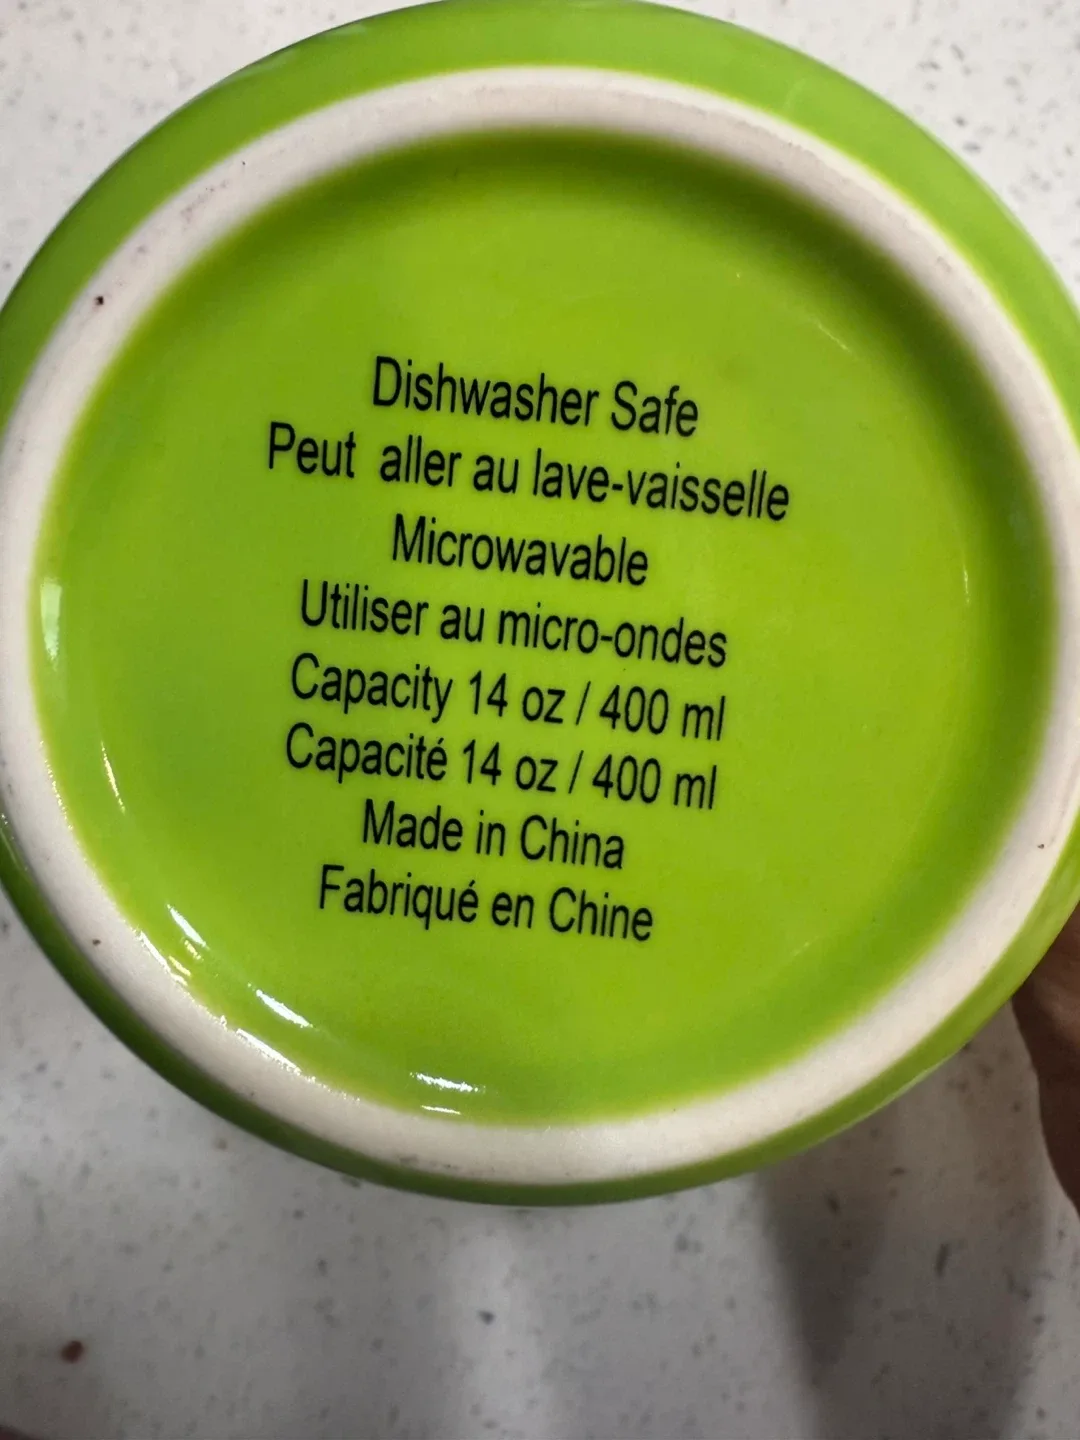 Dishwasher Safe
Peut aller au lave-vaisselle
Microwavable
Utiliser au micro-ondes
Capacity 14 oz / 400 ml
Capacité 14 oz / 400 ml
Made in China
Fabriqué en Chine